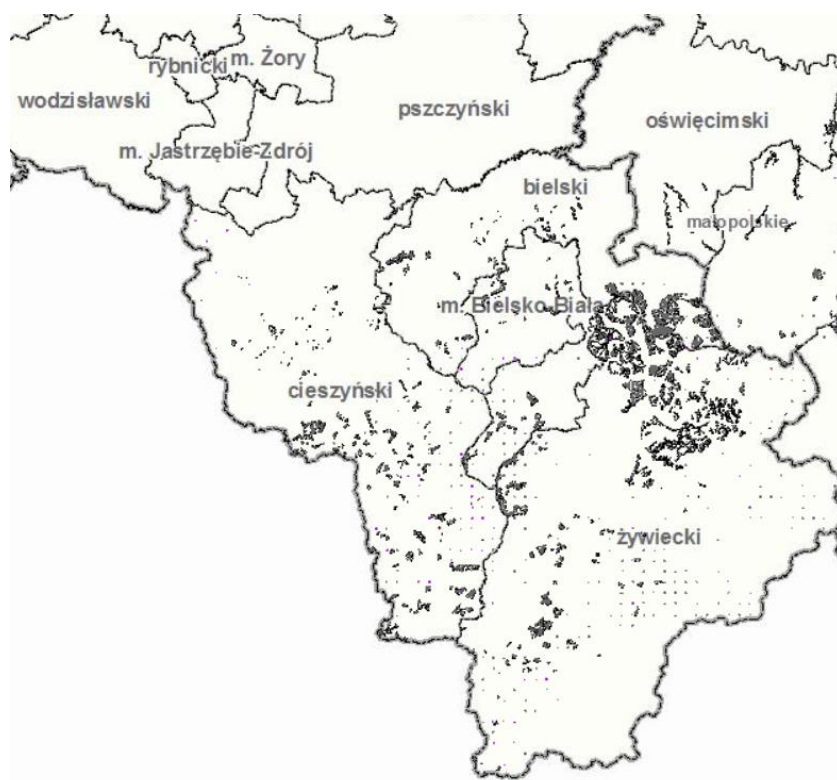 rybnicki
m. Żory
wodzisławski
pszczyński
oświęcimski
m. Jastrzębie-Zdrój
bielski
małopolskie
m. Bielsko-Biała
cieszyński
żywiecki